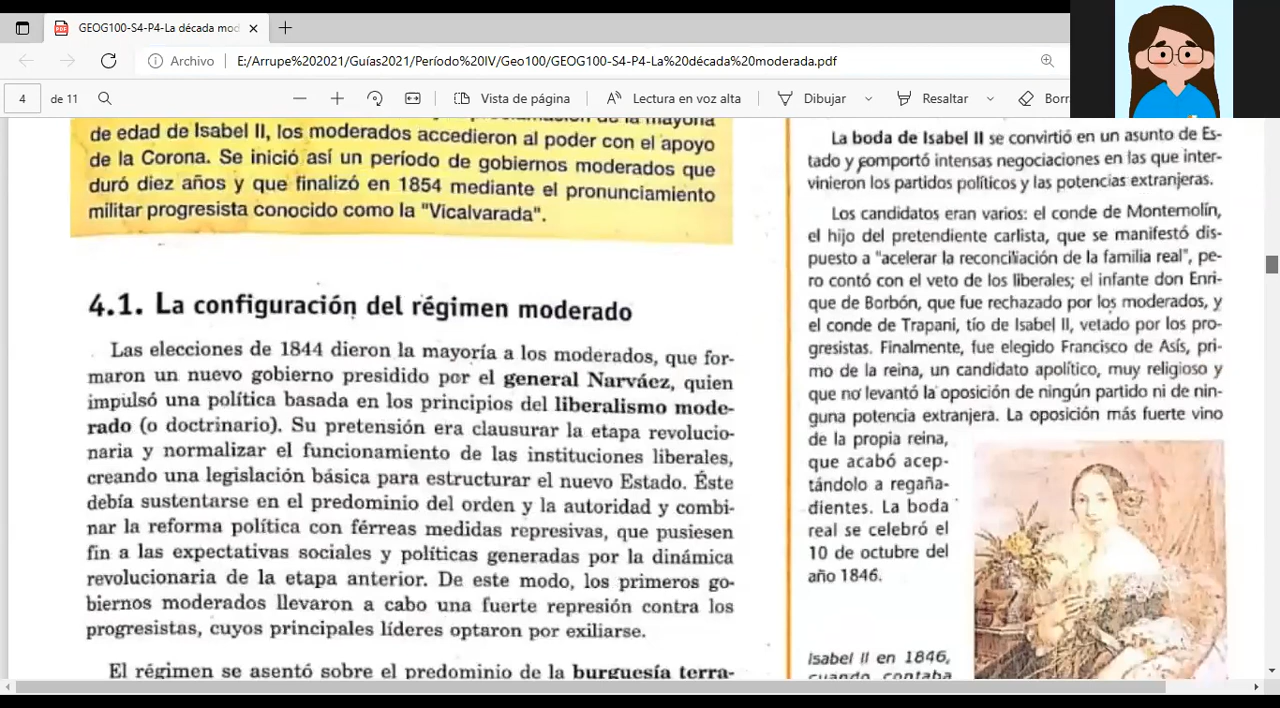 GEOG100-S4-P4-La década mod
Archivo
E:/Arrupe%202021/Guías2021/Período%20IV/Geo100/GEOG100-S4-P4-La%20década%20moderada.pdf
4
de 11
Vista de página
Lectura en voz alta
Dibujar
Resaltar
Borr
mayoría
de edad de Isabel II, los moderados accedieron al poder con el apoyo
de la Corona. Se inició así un período de gobiernos moderados que
duró diez años y que finalizó en 1854 mediante el pronunciamiento
militar progresista conocido como la "Vicalvarada".
4.1. La configuración del régimen moderado
Las elecciones de 1844 dieron la mayoría a los moderados, que for-
maron un nuevo gobierno presidido por el general Narváez, quien
impulsó una política basada en los principios del liberalismo mode-
rado (o doctrinario). Su pretensión era clausurar la etapa revolucio-
naria y normalizar el funcionamiento de las instituciones liberales,
creando una legislación básica para estructurar el nuevo Estado. Éste
debía sustentarse en el predominio del orden y la autoridad y combi-
nar la reforma política con férreas medidas represivas, que pusiesen
fin a las expectativas sociales y políticas generadas por la dinámica
revolucionaria de la etapa anterior. De este modo, los primeros go-
biernos moderados llevaron a cabo una fuerte represión contra los
progresistas, cuyos principales líderes optaron por exiliarse.
El régimen se asentó sobre el predominio de la burguesía terra-
La boda de Isabel II se convirtió en un asunto de Es-
tado y comportó intensas negociaciones en las que inter-
vinieron los partidos políticos y las potencias extranjeras.
Los candidatos eran varios: el conde de Montemolín,
el hijo del pretendiente carlista, que se manifestó dis-
puesto a "acelerar la reconciliación de la familia real", pe-
ro contó con el veto de los liberales; el infante don Enri-
que de Borbón, que fue rechazado por los moderados, y
el conde de Trapani, tío de Isabel II, vetado por los pro-
gresistas. Finalmente, fue elegido Francisco de Asís, pri-
mo de la reina, un candidato apolítico, muy religioso y
que no levantó la oposición de ningún partido ni de nin-
guna potencia extranjera. La oposición más fuerte vino
de la propia reina,
que acabó acep-
tándolo a regaña-
dientes. La boda
real se celebró el
10 de octubre del
año 1846.
Isabel II en 1846,
cuando contaba